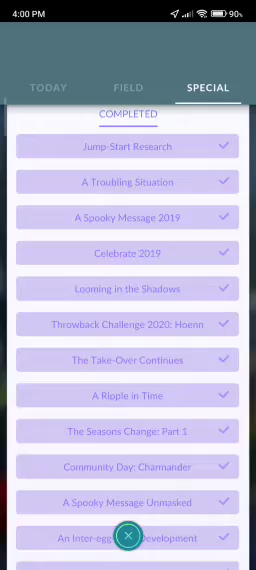 4:00 PM
90%
TODAY
FIELD
SPECIAL
COMPLETED
Jump-Start Research
A Troubling Situation
A Spooky Message 2019
Celebrate 2019
Looming in the Shadows
Throwback Challenge 2020: Hoenn
The Take-Over Continues
A Ripple in Time
The Seasons Change: Part 1
Community Day: Charmander
A Spooky Message Unmasked
An Inter-egg Development